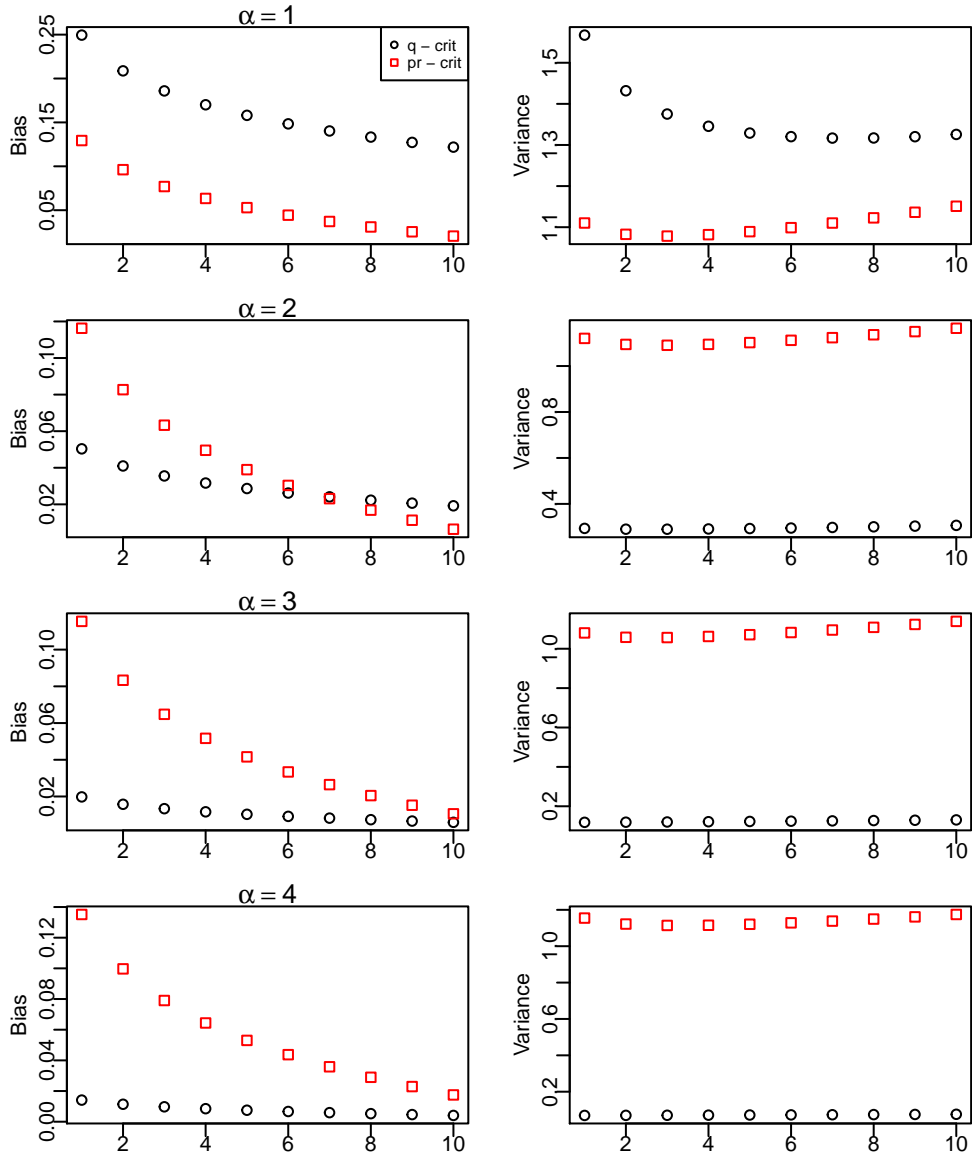 α = 1
Bias
0.05 0.15 0.25
2 4 6 8 10
q − crit
pr − crit
Variance
1.1 1.3 1.5
2 4 6 8 10
α = 2
Bias
0.02 0.06 0.10
2 4 6 8 10
Variance
0.4 0.8
2 4 6 8 10
α = 3
Bias
0.02 0.06 0.10
2 4 6 8 10
Variance
0.2 0.6 1.0
2 4 6 8 10
α = 4
Bias
0.00 0.04 0.08 0.12
2 4 6 8 10
Variance
0.2 0.6 1.0
2 4 6 8 10